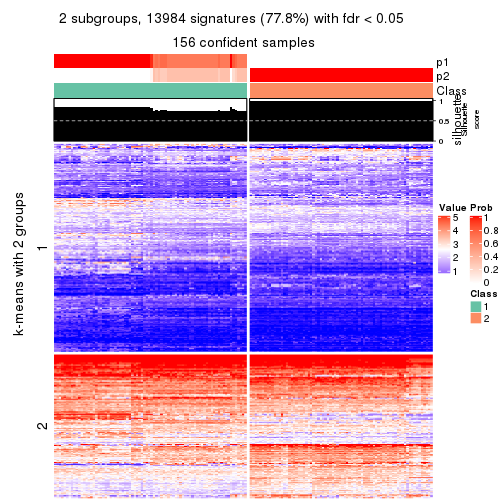 2 subgroups, 13984 signatures (77.8%) with fdr < 0.05
156 confident samples
p1
p2
Class
1
0.5
0
silhouette
Silhouette
score
k-means with 2 groups
1
2
Value
5
4
3
2
1
Prob
1
0.8
0.6
0.4
0.2
0
Class
1
2